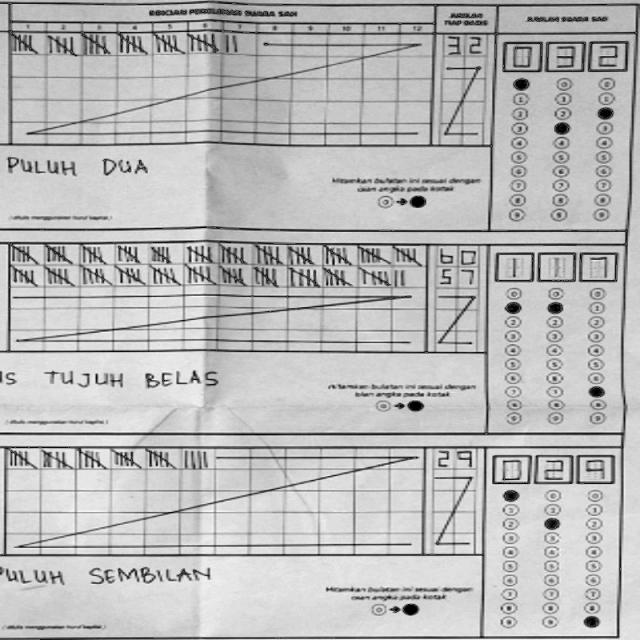 RINCIAN PEROLEHAN SUARA SAH JUMLAH TIAP BARIS JUMLAH SUARA SAH
1 2 3 4 5 6 7 8 9 10 11 12
32
0 3 2
PULUH DUA
Hitamkan bulatan ini sesuai dengan
isian angka pada kotak
(ditulis menggunakan huruf kapital)
60
57
1 1 7
S TUJUH BELAS
Hitamkan bulatan ini sesuai dengan
isian angka pada kotak
(ditulis menggunakan huruf kapital)
29
0 2 9
PULUH SEMBILAN
Hitamkan bulatan ini sesuai dengan
isian angka pada kotak
(ditulis menggunakan huruf kapital)